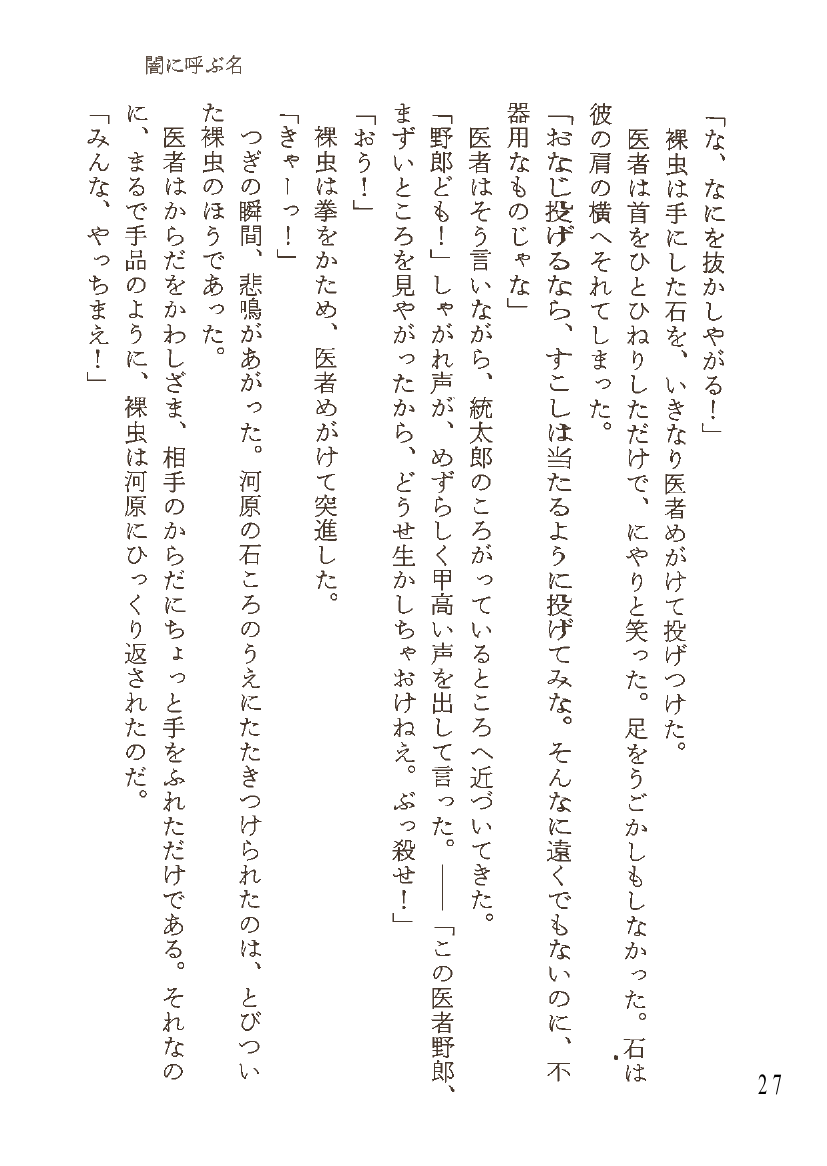 闇に呼ぶ名
「な、なにを抜かしやがる！」
裸虫は手にした石を、いきなり医者めがけて投げつけた。
医者は首をひとひねりしただけで、にやりと笑った。足をうごかしもしなかった。石は
彼の肩の横へそれてしまった。
「おなじ投げるなら、すこしは当たるように投げてみな。そんなに遠くでもないのに、不
器用なものじゃな」
医者はそう言いながら、統太郎のころがっているところへ近づいてきた。
「野郎ども！」しゃがれ声が、めずらしく甲高い声を出して言った。――「この医者野郎、
まずいところを見やがったから、どうせ生かしちゃおけねえ。ぶっ殺せ！」
「おう！」
裸虫は拳をかため、医者めがけて突進した。
「きゃーっ！」
つぎの瞬間、悲鳴があがった。河原の石ころのうえにたたきつけられたのは、とびつい
た裸虫のほうであった。
医者はからだをかわしざま、相手のからだにちょっと手をふれただけである。それなの
に、まるで手品のように、裸虫は河原にひっくり返されたのだ。
「みんな、やっちまえ！」
27